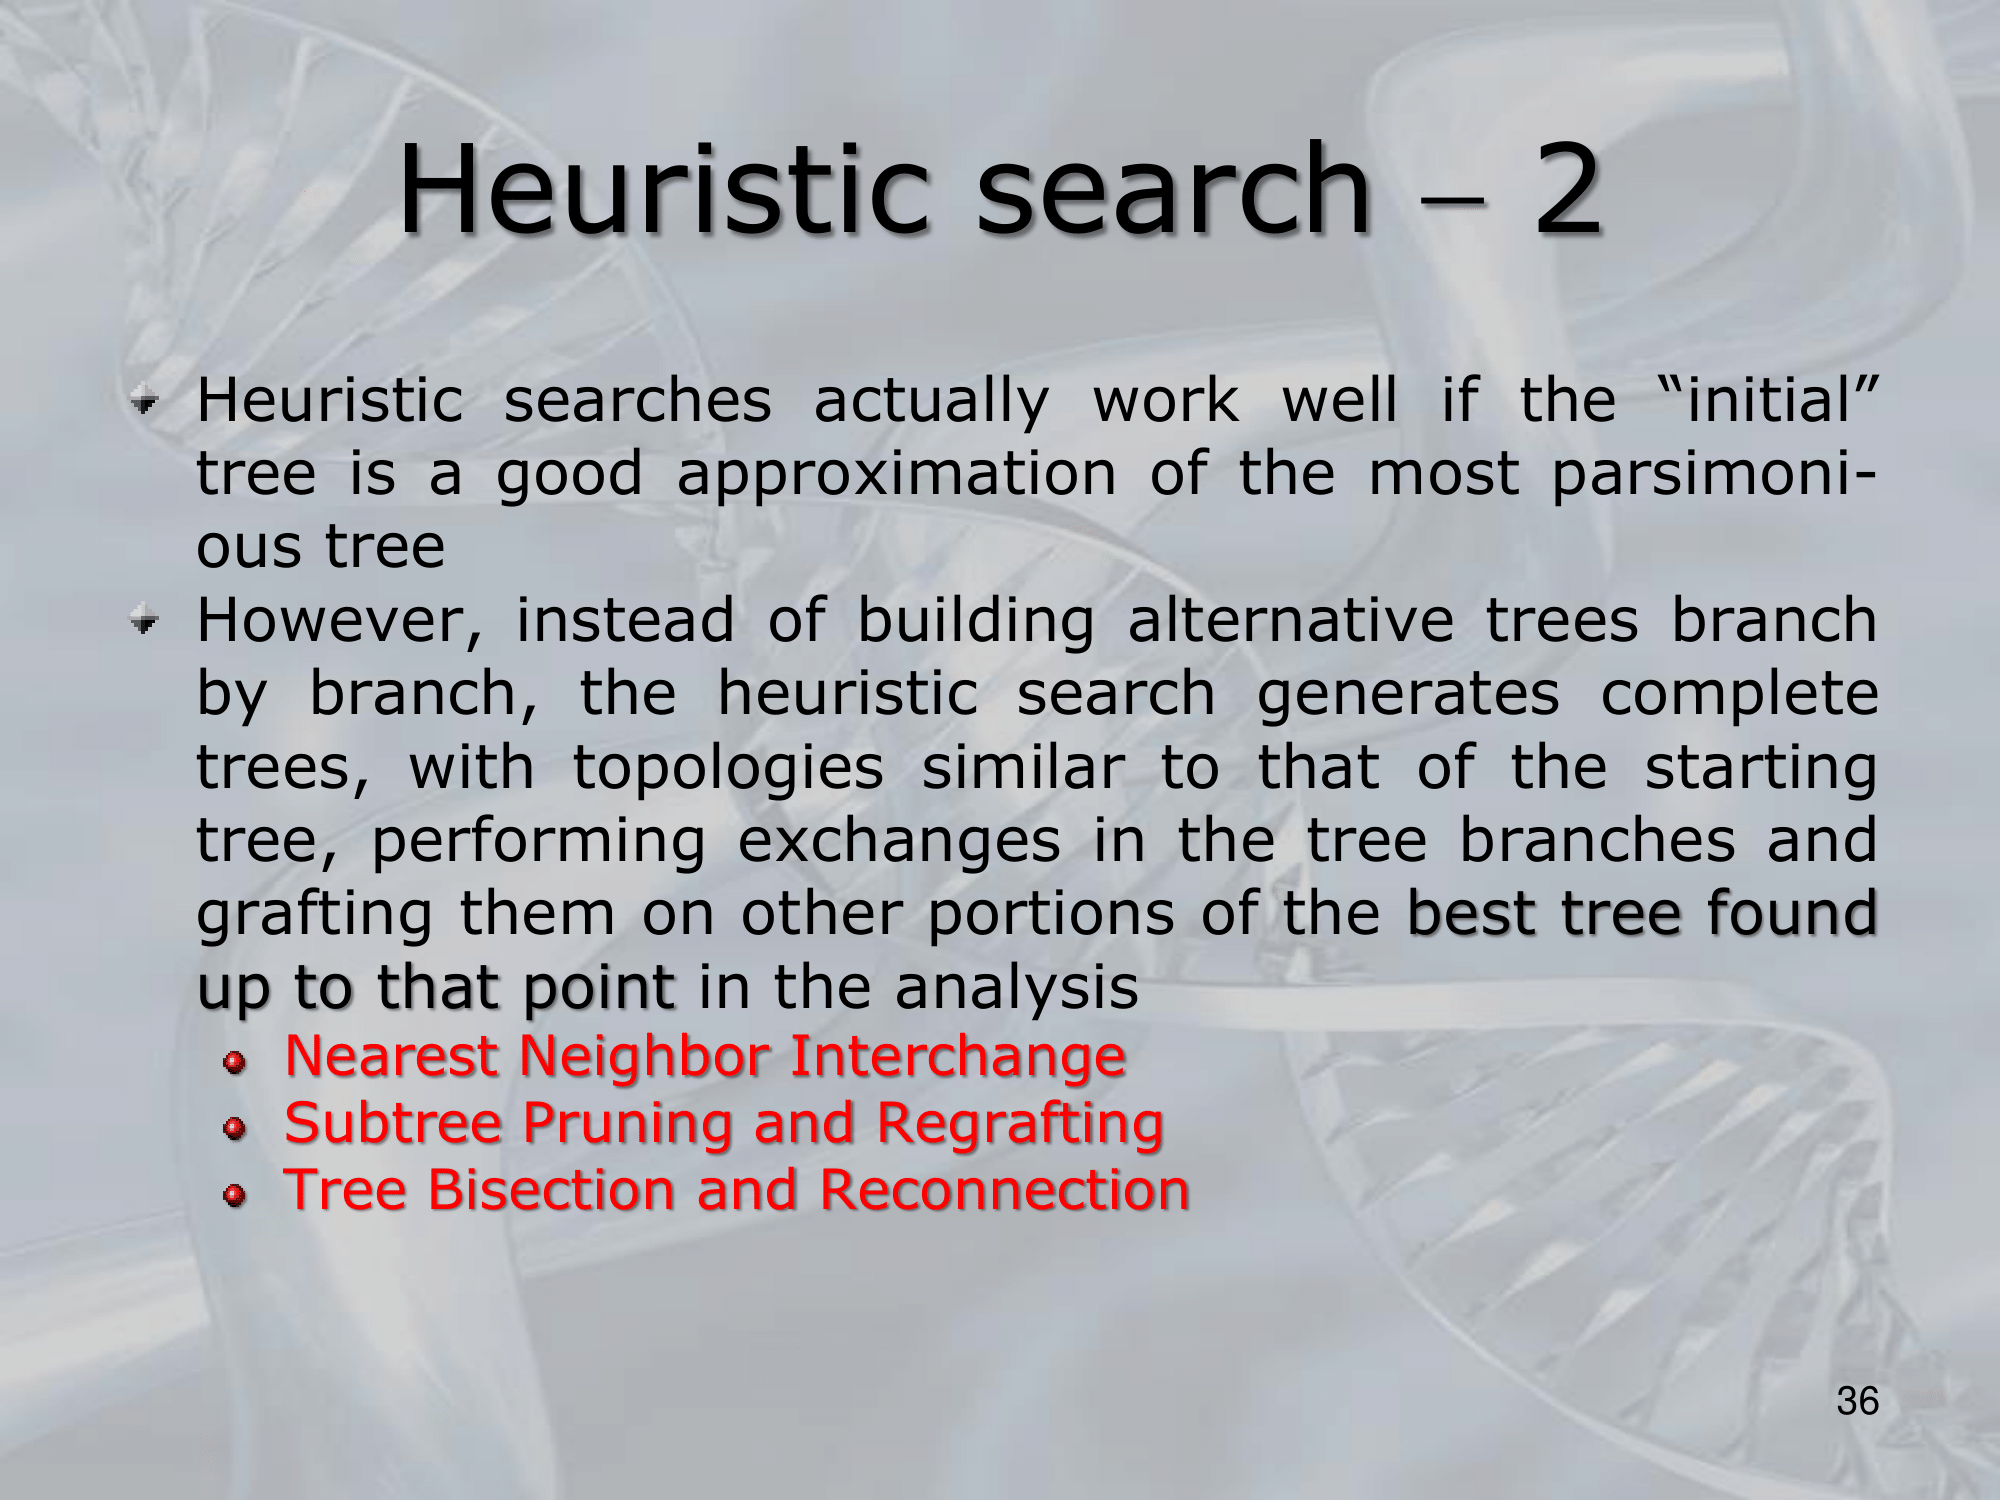 Heuristic search – 2
Heuristic searches actually work well if the “initial”
tree is a good approximation of the most parsimoni-
ous tree
However, instead of building alternative trees branch
by branch, the heuristic search generates complete
trees, with topologies similar to that of the starting
tree, performing exchanges in the tree branches and
grafting them on other portions of the best tree found
up to that point in the analysis
Nearest Neighbor Interchange
Subtree Pruning and Regrafting
Tree Bisection and Reconnection
36